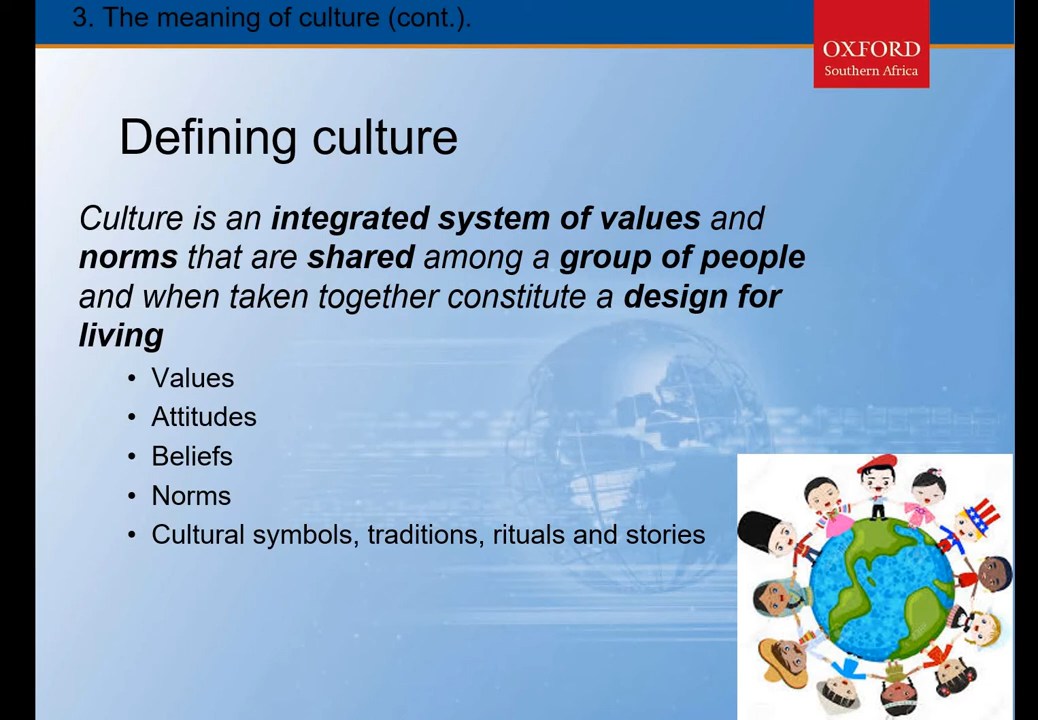 3. The meaning of culture (cont.).
OXFORD
Southern Africa
Defining culture
Culture is an integrated system of values and
norms that are shared among a group of people
and when taken together constitute a design for
living
• Values
• Attitudes
• Beliefs
• Norms
• Cultural symbols, traditions, rituals and stories